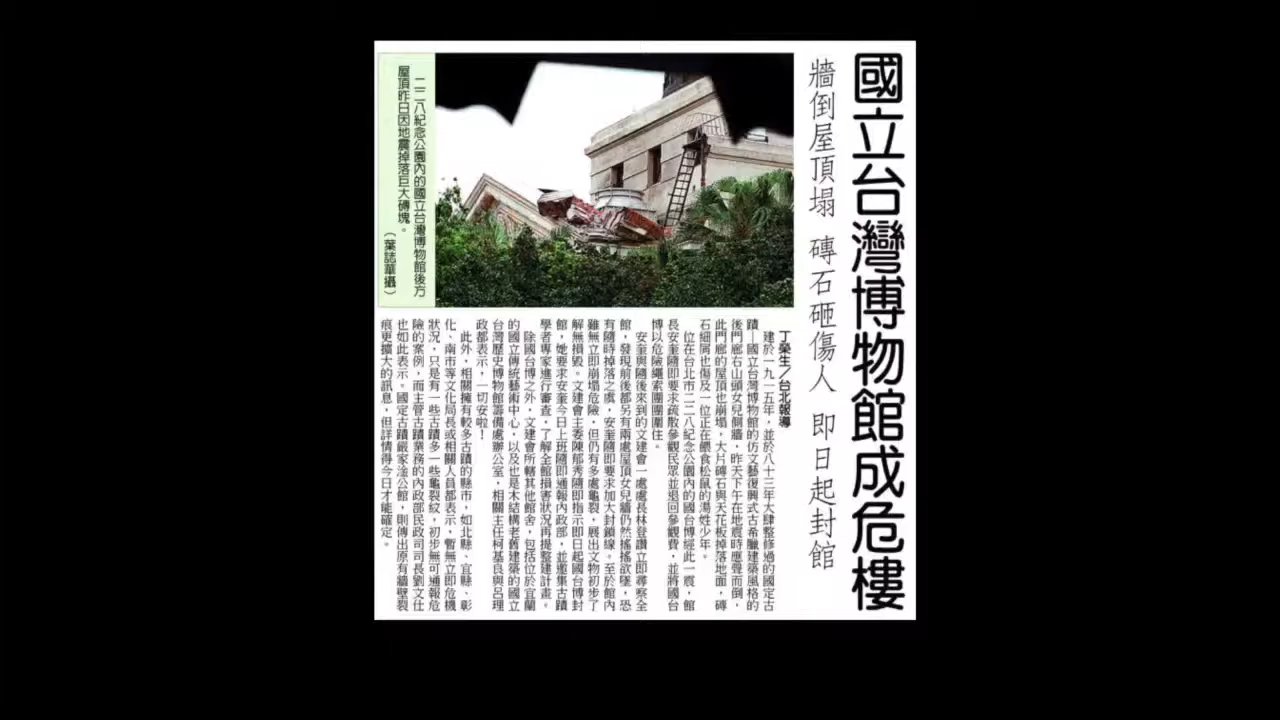 國立台灣博物館成危樓
牆倒屋頂塌 磚石砸傷人 即日起封館
二二八紀念公園內的國立台灣博物館後方
屋頂昨日因地震掉落巨大磚塊。
(葉誌華攝)
丁榮生/台北報導
建於一九一五年,並於八十三年大肆整修過的國定古
蹟—國立台灣博物館的仿文藝復興式古希臘建築風格的
後門廊右山頭女兒側牆,昨天下午在地震時應聲而倒,
此門廊的屋頂也崩塌,大片磚石與天花板掉落地面,磚
石細屑也傷及一位正在餵食松鼠的湯姓少年。
位在台北市二二八紀念公園內的國台博經此一震,館
長安奎隨即要求疏散參觀民眾並退回參觀費,並將國台
博以危險繩索團團圍住。
安奎與隨後來到的文建會一處處長林登讚立即尋察全
館,發現前後都另有兩處屋頂女兒牆仍然搖搖欲墜,恐
有隨時掉落之虞,安奎隨即要求加大封鎖線。至於館內
雖無立即崩塌危險,但仍有多處龜裂,展出文物初步了
解無損毀。文建會主委陳郁秀隨即指示即日起國台博封
館,她要求安奎今日上班隨即通報內政部,並邀集古蹟
學者專家進行審查,了解全館損害狀況再提整建計畫。
除國台博之外,文建會所轄其他館舍,包括位於宜蘭
的國立傳統藝術中心,以及也是木結構老舊建築的國立
台灣歷史博物館籌備處辦公室,相關主任柯基良與呂理
政都表示,一切安啦!
此外,相關擁有較多古蹟的縣市,如北縣、宜縣、彰
化、南市等文化局長或相關人員都表示,暫無立即危機
狀況,只是有一些古蹟多一些龜裂紋,初步無可通報危
險的案例,而主管古蹟業務的內政部民政司司長劉文仕
也如此表示。國定古蹟嚴家淦公館,則傳出原有牆壁裂
痕更擴大的訊息,但詳情得今日才能確定。